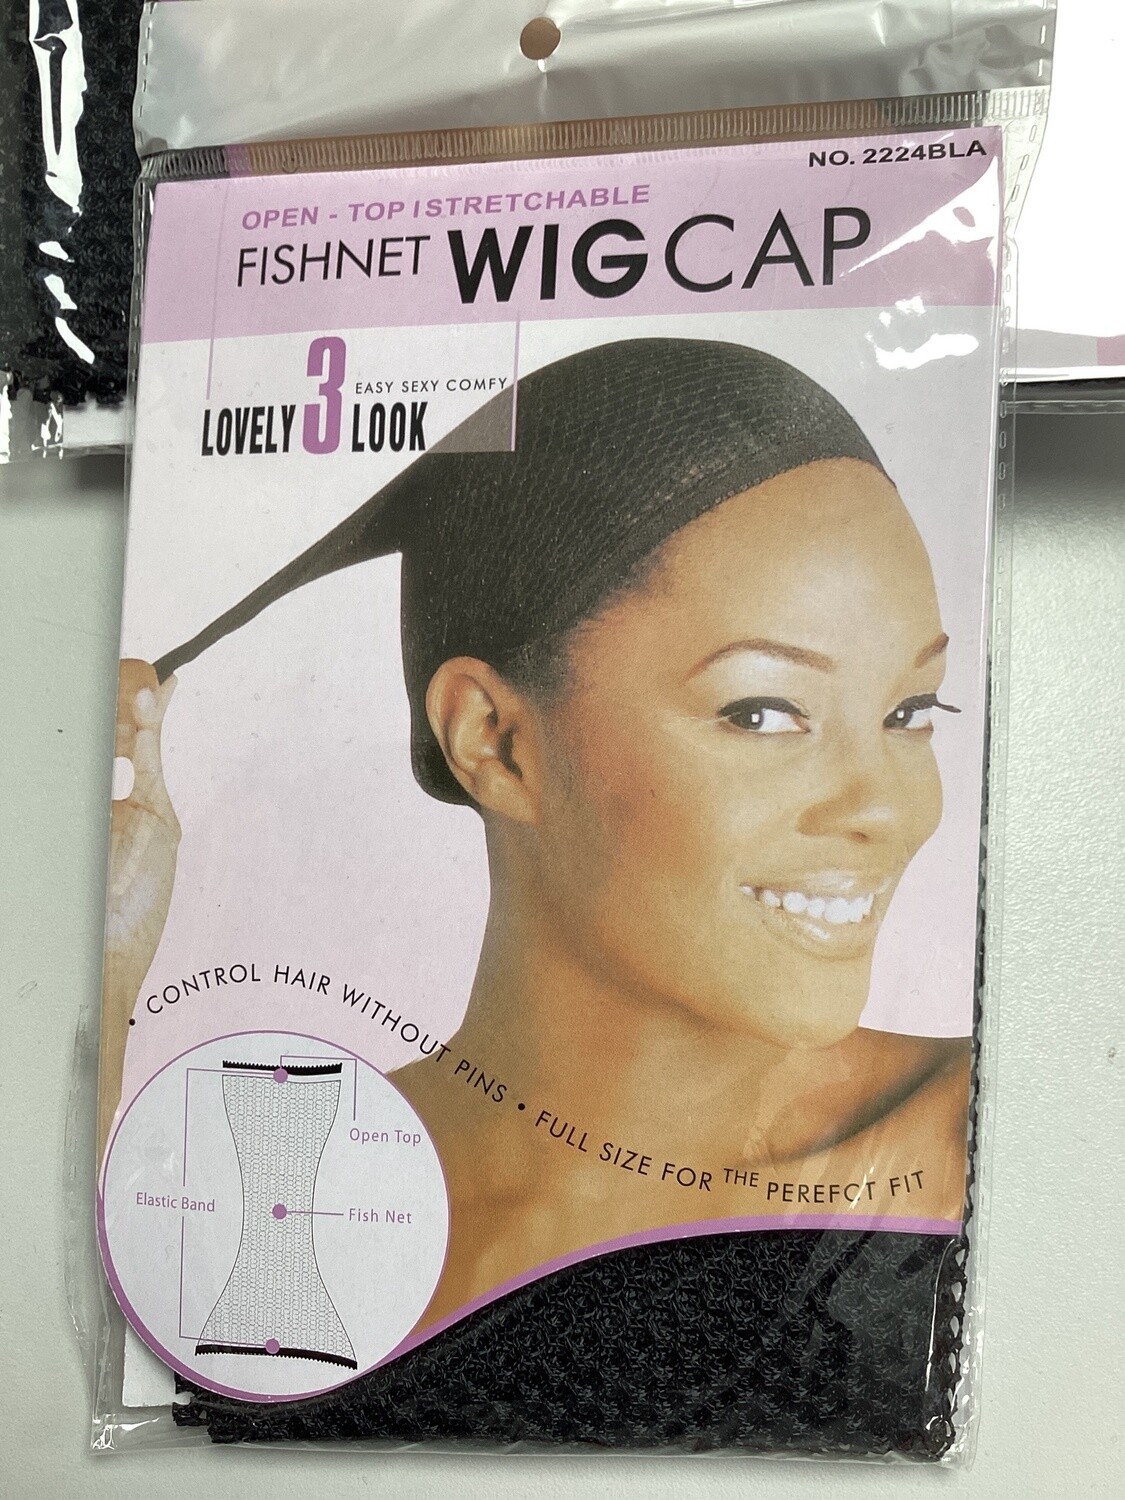 NO. 2224BLA
OPEN - TOP I STRETCHABLE
FISHNET WIGCAP
EASY SEXY COMFY
LOVELY 3 LOOK
• CONTROL HAIR WITHOUT PINS • FULL SIZE FOR THE PEREFCT FIT
Open Top
Elastic Band
Fish Net